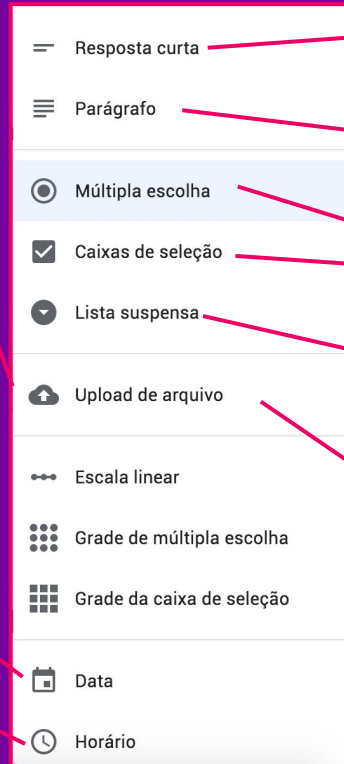 Resposta curta
Parágrafo
Múltipla escolha
Caixas de seleção
Lista suspensa
Upload de arquivo
Escala linear
Grade de múltipla escolha
Grade da caixa de seleção
Data
Horário